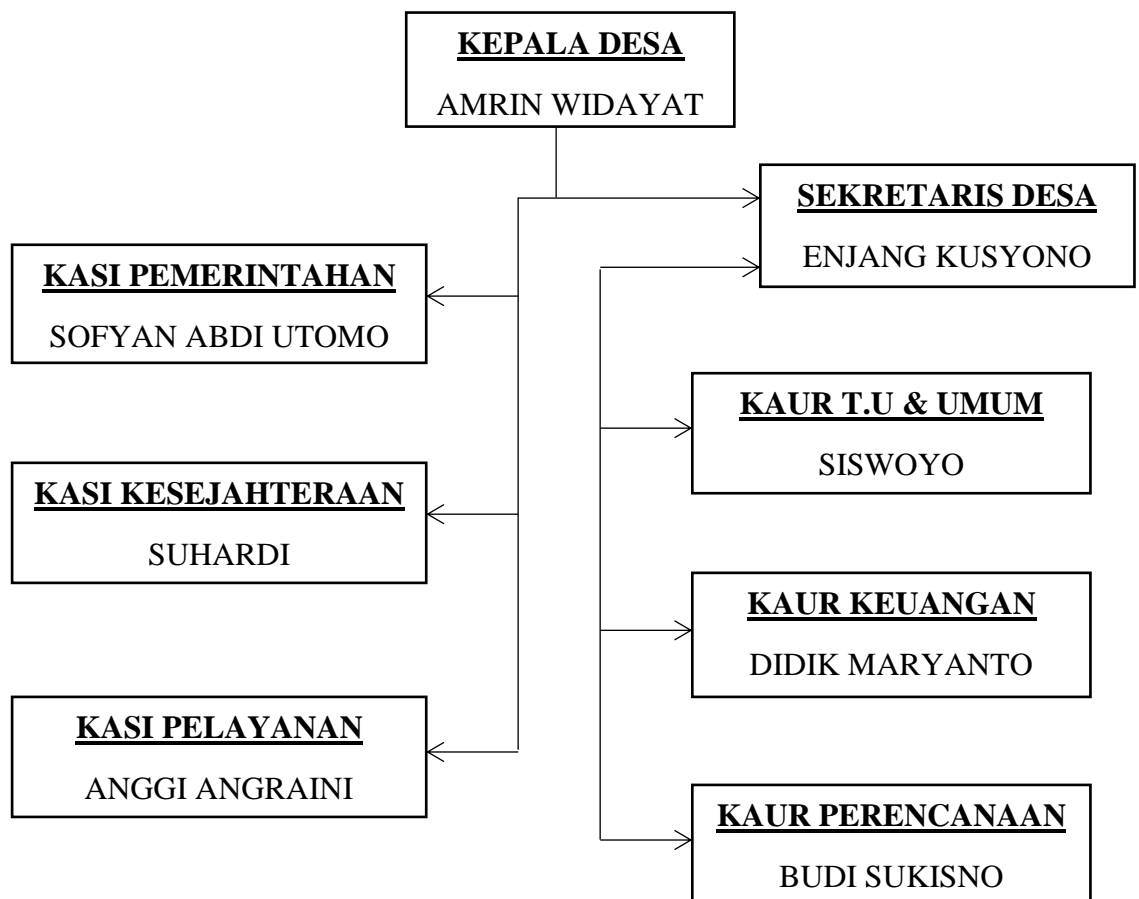 KEPALA DESA
AMRIN WIDAYAT
SEKRETARIS DESA
ENJANG KUSYONO
KASI PEMERINTAHAN
SOFYAN ABDI UTOMO
KAUR T.U & UMUM
SISWOYO
KASI KESEJAHTERAAN
SUHARDI
KAUR KEUANGAN
DIDIK MARYANTO
KASI PELAYANAN
ANGGI ANGRAINI
KAUR PERENCANAAN
BUDI SUKISNO